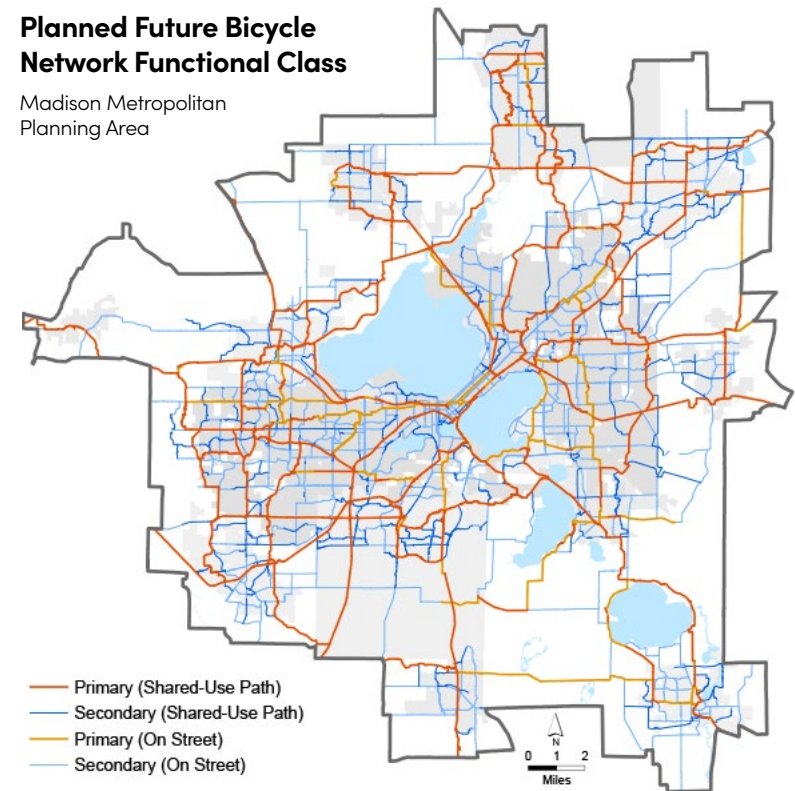 Planned Future Bicycle
Network Functional Class
Madison Metropolitan
Planning Area
Primary (Shared-Use Path)
Secondary (Shared-Use Path)
Primary (On Street)
Secondary (On Street)
N
0 1 2
Miles